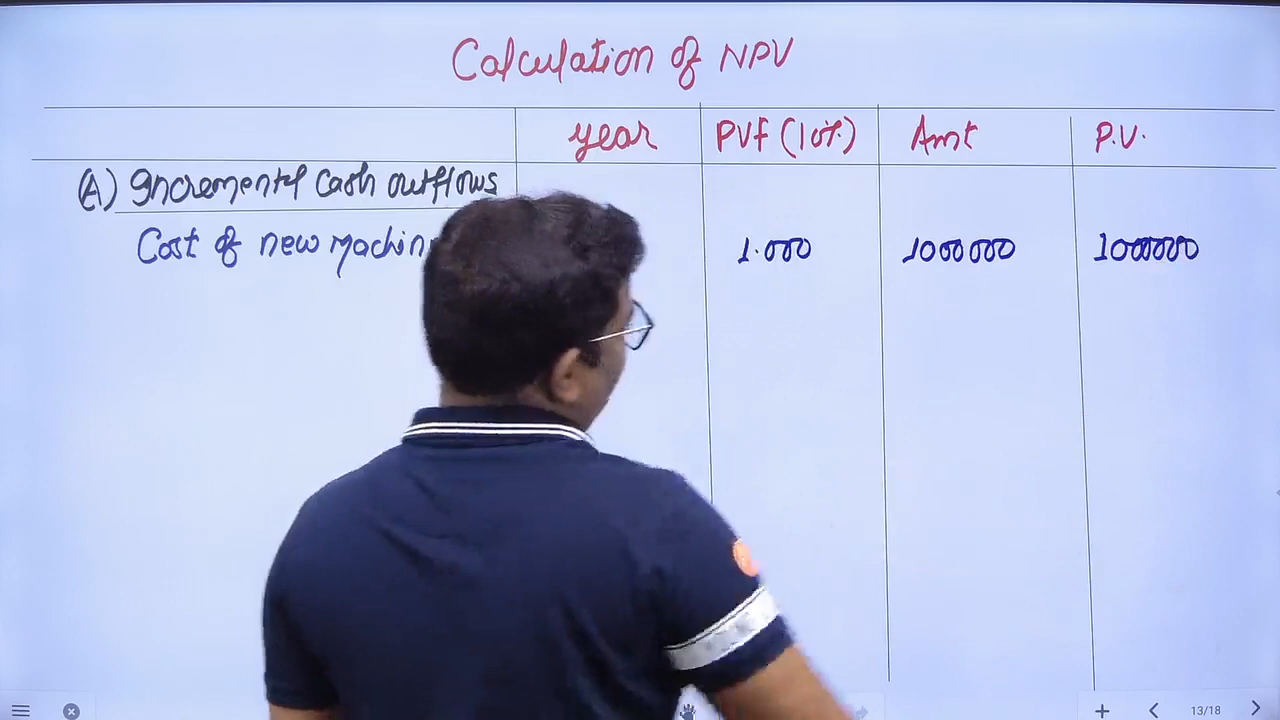 Calculation of NPV
year PVf (10%) Amt P.V.
(A) Incremental Cash outflows
Cost of new Machin 1.000 1000000 1000000
13/18